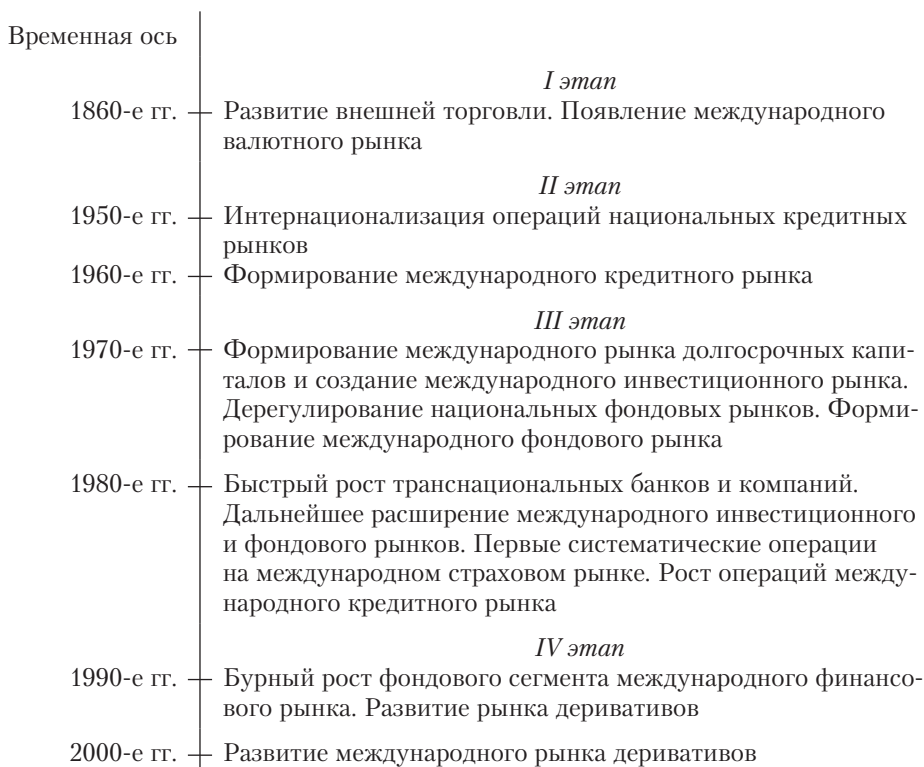 Временная ось
I этап
1860-е гг. Развитие внешней торговли. Появление международного
валютного рынка
II этап
1950-е гг. Интернационализация операций национальных кредитных
рынков
1960-е гг. Формирование международного кредитного рынка
III этап
1970-е гг. Формирование международного рынка долгосрочных капи-
талов и создание международного инвестиционного рынка.
Дерегулирование национальных фондовых рынков. Форми-
рование международного фондового рынка
1980-е гг. Быстрый рост транснациональных банков и компаний.
Дальнейшее расширение международного инвестиционного
и фондового рынков. Первые систематические операции
на международном страховом рынке. Рост операций между-
народного кредитного рынка
IV этап
1990-е гг. Бурный рост фондового сегмента международного финансо-
вого рынка. Развитие рынка деривативов
2000-е гг. Развитие международного рынка деривативов